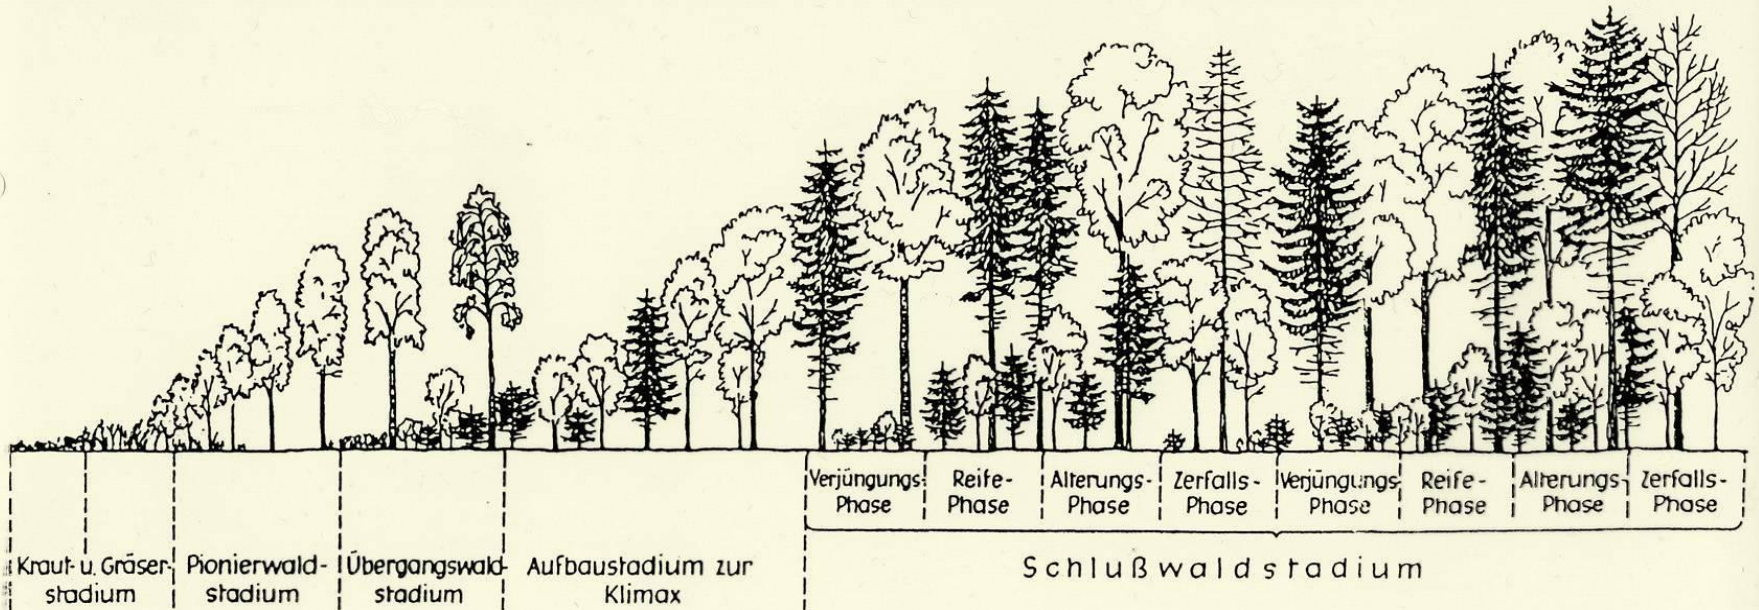 Verjüngungs-
Phase
Reife-
Phase
Alterungs-
Phase
Zerfalls-
Phase
Verjüngungs-
Phase
Reife-
Phase
Alterungs-
Phase
Zerfalls-
Phase
Kraut- u. Gräser-
stadium
Pionierwald-
stadium
Übergangswald-
stadium
Aufbaustadium zur
Klimax
Schlußwaldstadium